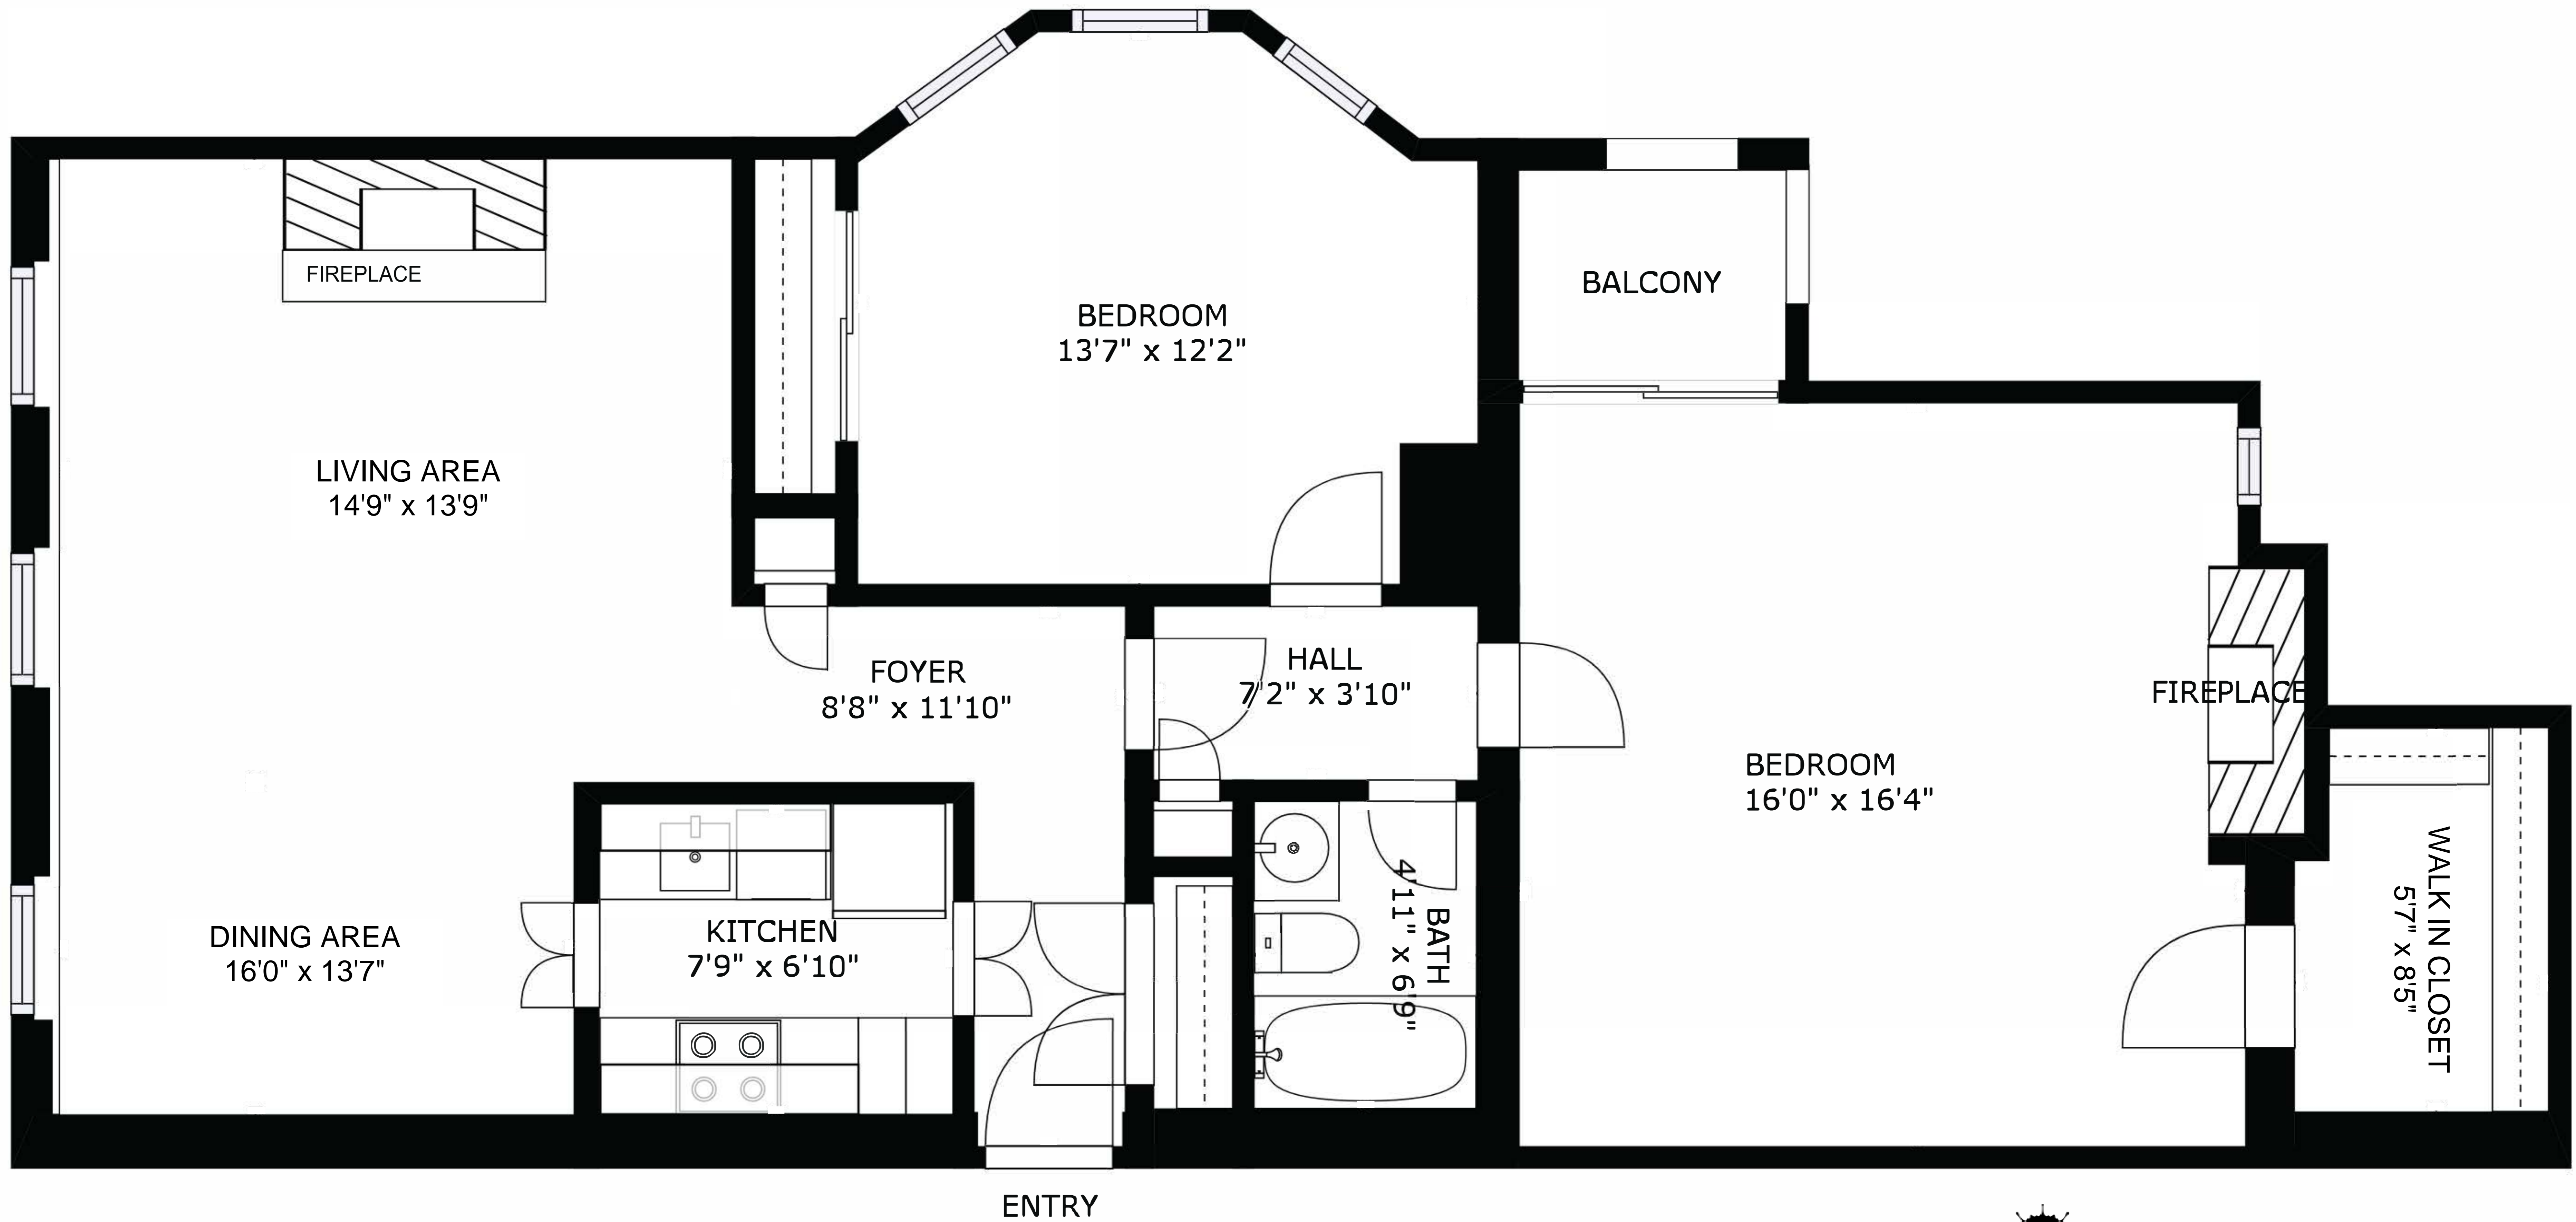 FIREPLACE
LIVING AREA
14'9" x 13'9"
BEDROOM
13'7" x 12'2"
BALCONY
FOYER
8'8" x 11'10"
HALL
7'2" x 3'10"
BEDROOM
16'0" x 16'4"
FIREPLACE
DINING AREA
16'0" x 13'7"
KITCHEN
7'9" x 6'10"
BATH
4'11" x 6'9"
WALK IN CLOSET
5'7" x 8'5"
ENTRY